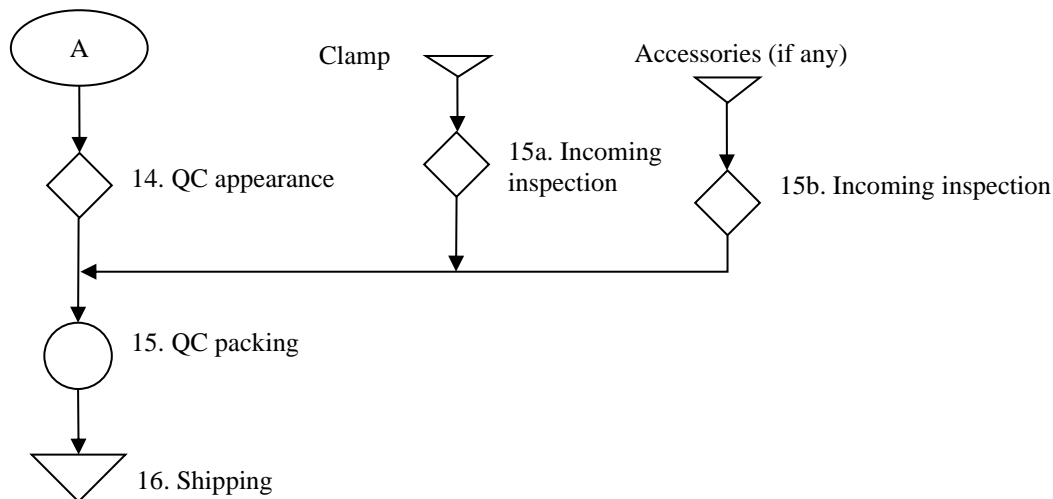 A
Clamp
Accessories (if any)
14. QC appearance
15a. Incoming
inspection
15b. Incoming inspection
15. QC packing
16. Shipping